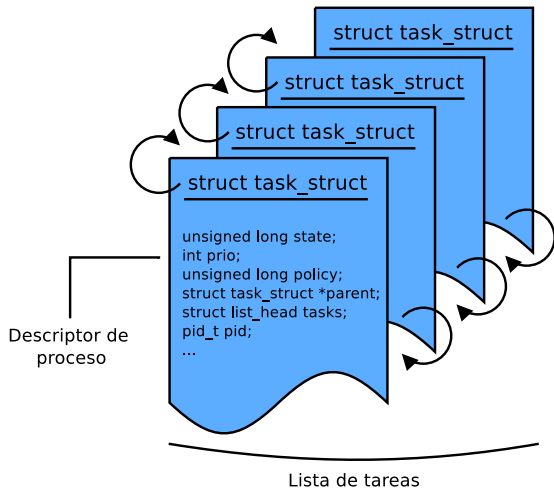 struct task_struct
struct task_struct
struct task_struct
struct task_struct
unsigned long state;
int prio;
unsigned long policy;
struct task_struct *parent;
struct list_head tasks;
pid_t pid;
...
Descriptor de
proceso
Lista de tareas